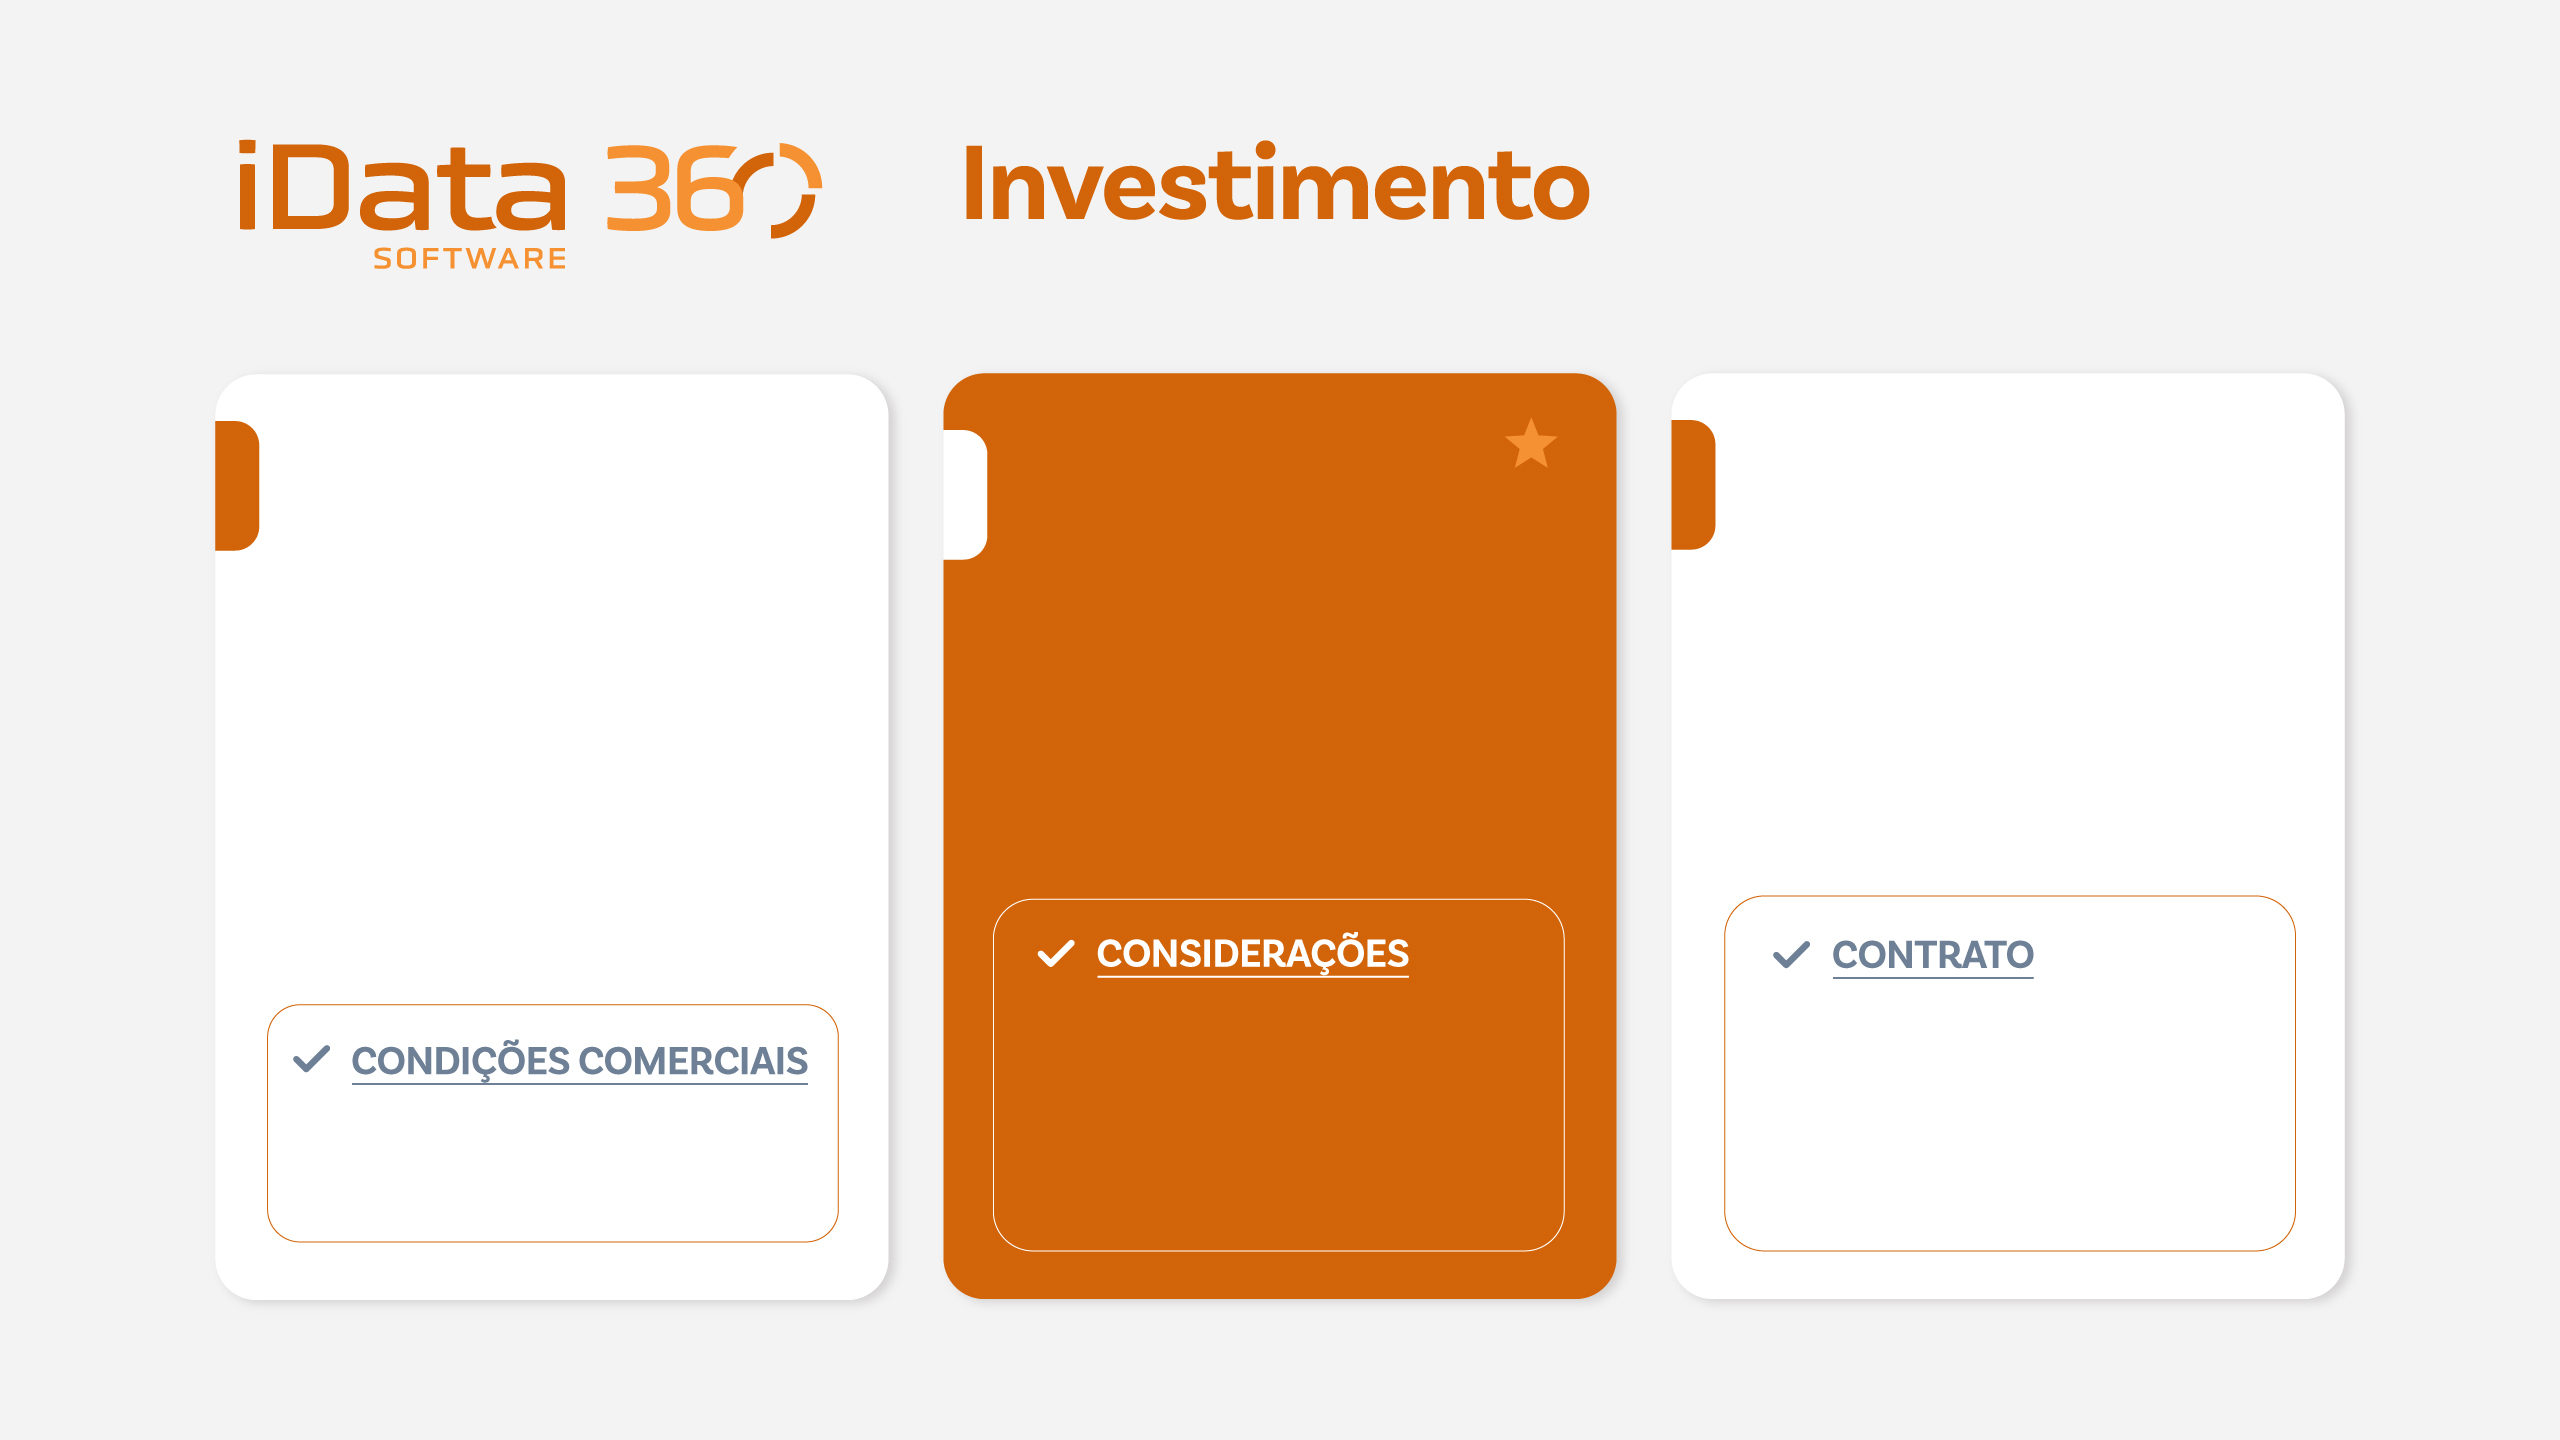 iData 360
SOFTWARE
Investimento
CONDIÇÕES COMERCIAIS
CONSIDERAÇÕES
CONTRATO